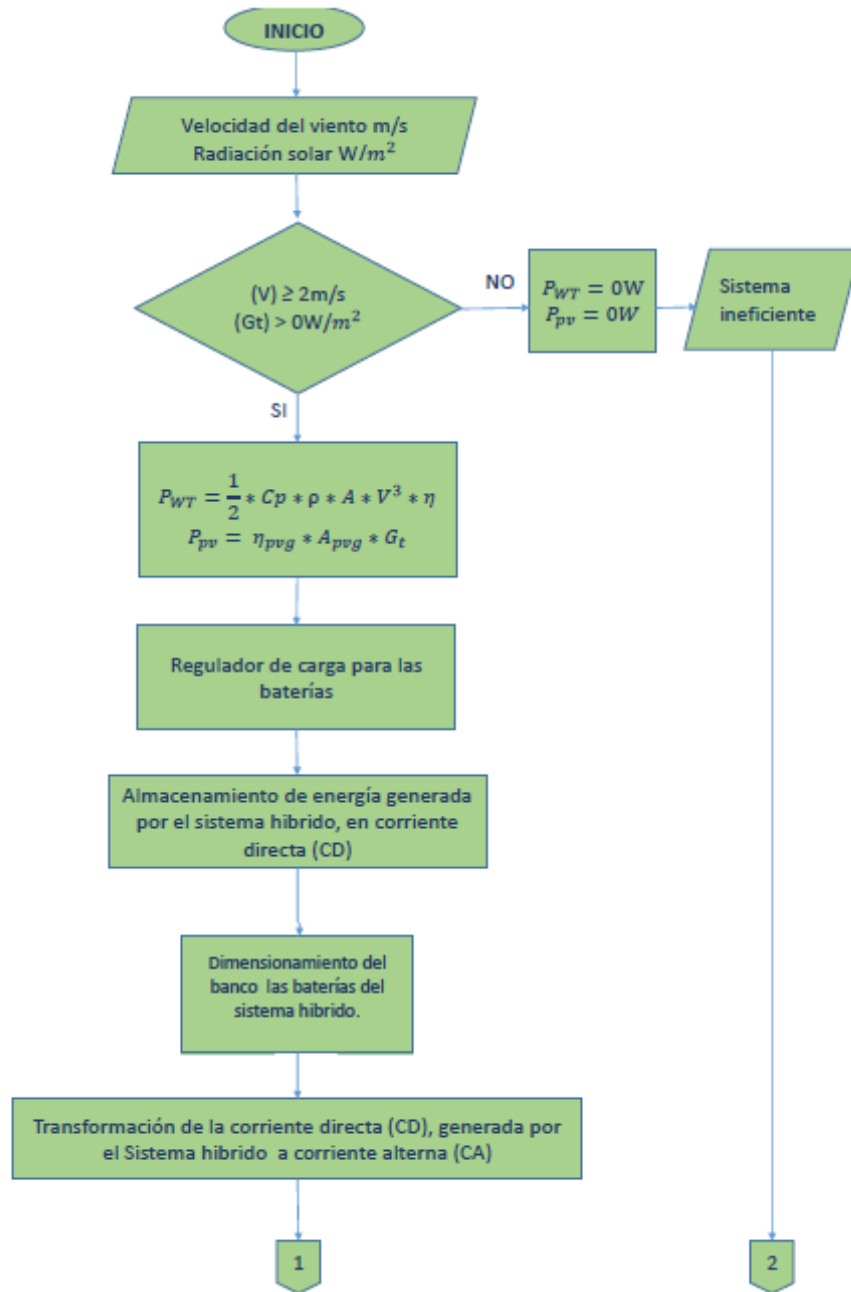 INICIO
Velocidad del viento m/s
Radiación solar W/m²
(V) ≥ 2m/s
(Gt) > 0W/m²
NO
P_WT = 0W
P_pv = 0W
Sistema
ineficiente
SI
P_WT = 1/2 * Cp * ρ * A * V³ * η
P_pv = η_pvg * A_pvg * G_t
Regulador de carga para las
baterías
Almacenamiento de energía generada
por el sistema hibrido, en corriente
directa (CD)
Dimensionamiento del
banco las baterías del
sistema hibrido.
Transformación de la corriente directa (CD), generada por
el Sistema hibrido a corriente alterna (CA)
1
2